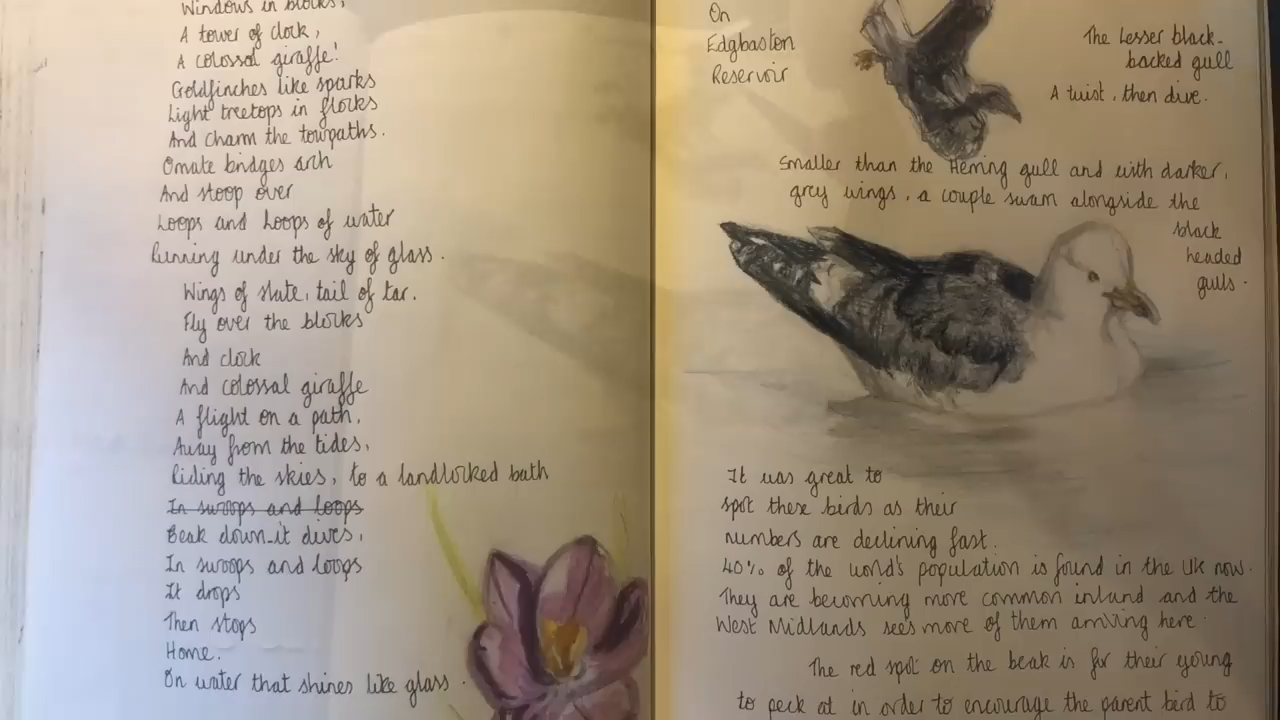 Windows in blocks,
A tower of clock,
A colossal giraffe!
Goldfinches like sparks
Light treetops in flocks
And charm the towpaths.
Ornate bridges arch
And stoop over
Loops and Loops of water
Running under the sky of glass.
Wings of slate, tail of tar.
Fly over the blocks
And clock
And colossal giraffe
A flight on a path,
Away from the tides,
Riding the skies, to a landlocked bath
In swoops and loops
Beak down-it dives,
In swoops and loops
It drops
Then stops
Home.
On water that shines like glass.
On
Edgbaston
Reservoir
The Lesser black-
backed gull
A twist, then dive.
Smaller than the Herring gull and with darker,
grey wings, a couple swam alongside the
black
headed
gulls.
It was great to
spot these birds as their
numbers are declining fast.
40% of the world's population is found in the UK now.
They are becoming more common inland and the
West Midlands sees more of them arriving here.
The red spot on the beak is for their young
to peck at in order to encourage the parent bird to